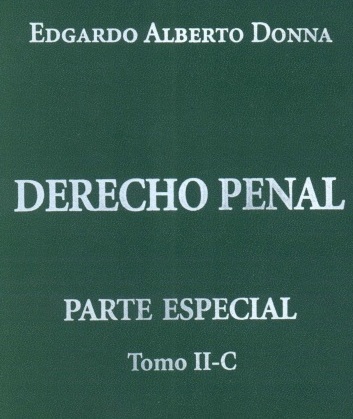 EDGARDO ALBERTO DONNA
DERECHO PENAL
PARTE ESPECIAL
Tomo II-C